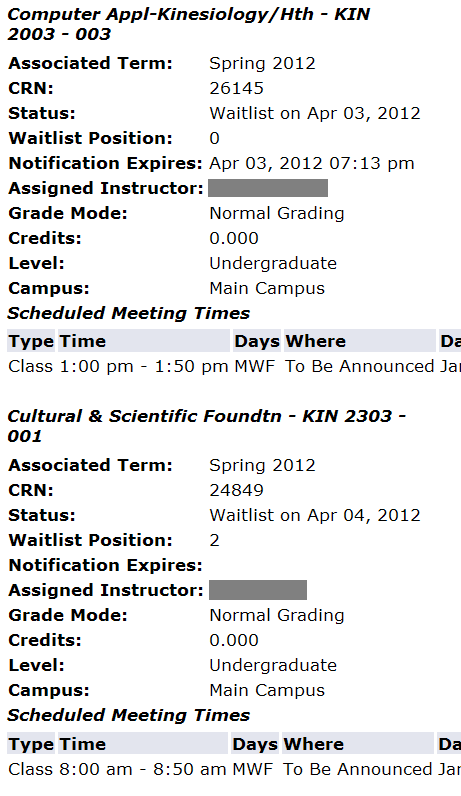 Computer Appl-Kinesiology/Hth - KIN
2003 - 003
Associated Term: Spring 2012
CRN: 26145
Status: Waitlist on Apr 03, 2012
Waitlist Position: 0
Notification Expires: Apr 03, 2012 07:13 pm
Assigned Instructor:
Grade Mode: Normal Grading
Credits: 0.000
Level: Undergraduate
Campus: Main Campus
Scheduled Meeting Times
Type Time Days Where Da
Class 1:00 pm - 1:50 pm MWF To Be Announced Jar
Cultural & Scientific Foundtn - KIN 2303 -
001
Associated Term: Spring 2012
CRN: 24849
Status: Waitlist on Apr 04, 2012
Waitlist Position: 2
Notification Expires:
Assigned Instructor:
Grade Mode: Normal Grading
Credits: 0.000
Level: Undergraduate
Campus: Main Campus
Scheduled Meeting Times
Type Time Days Where Da
Class 8:00 am - 8:50 am MWF To Be Announced Jar